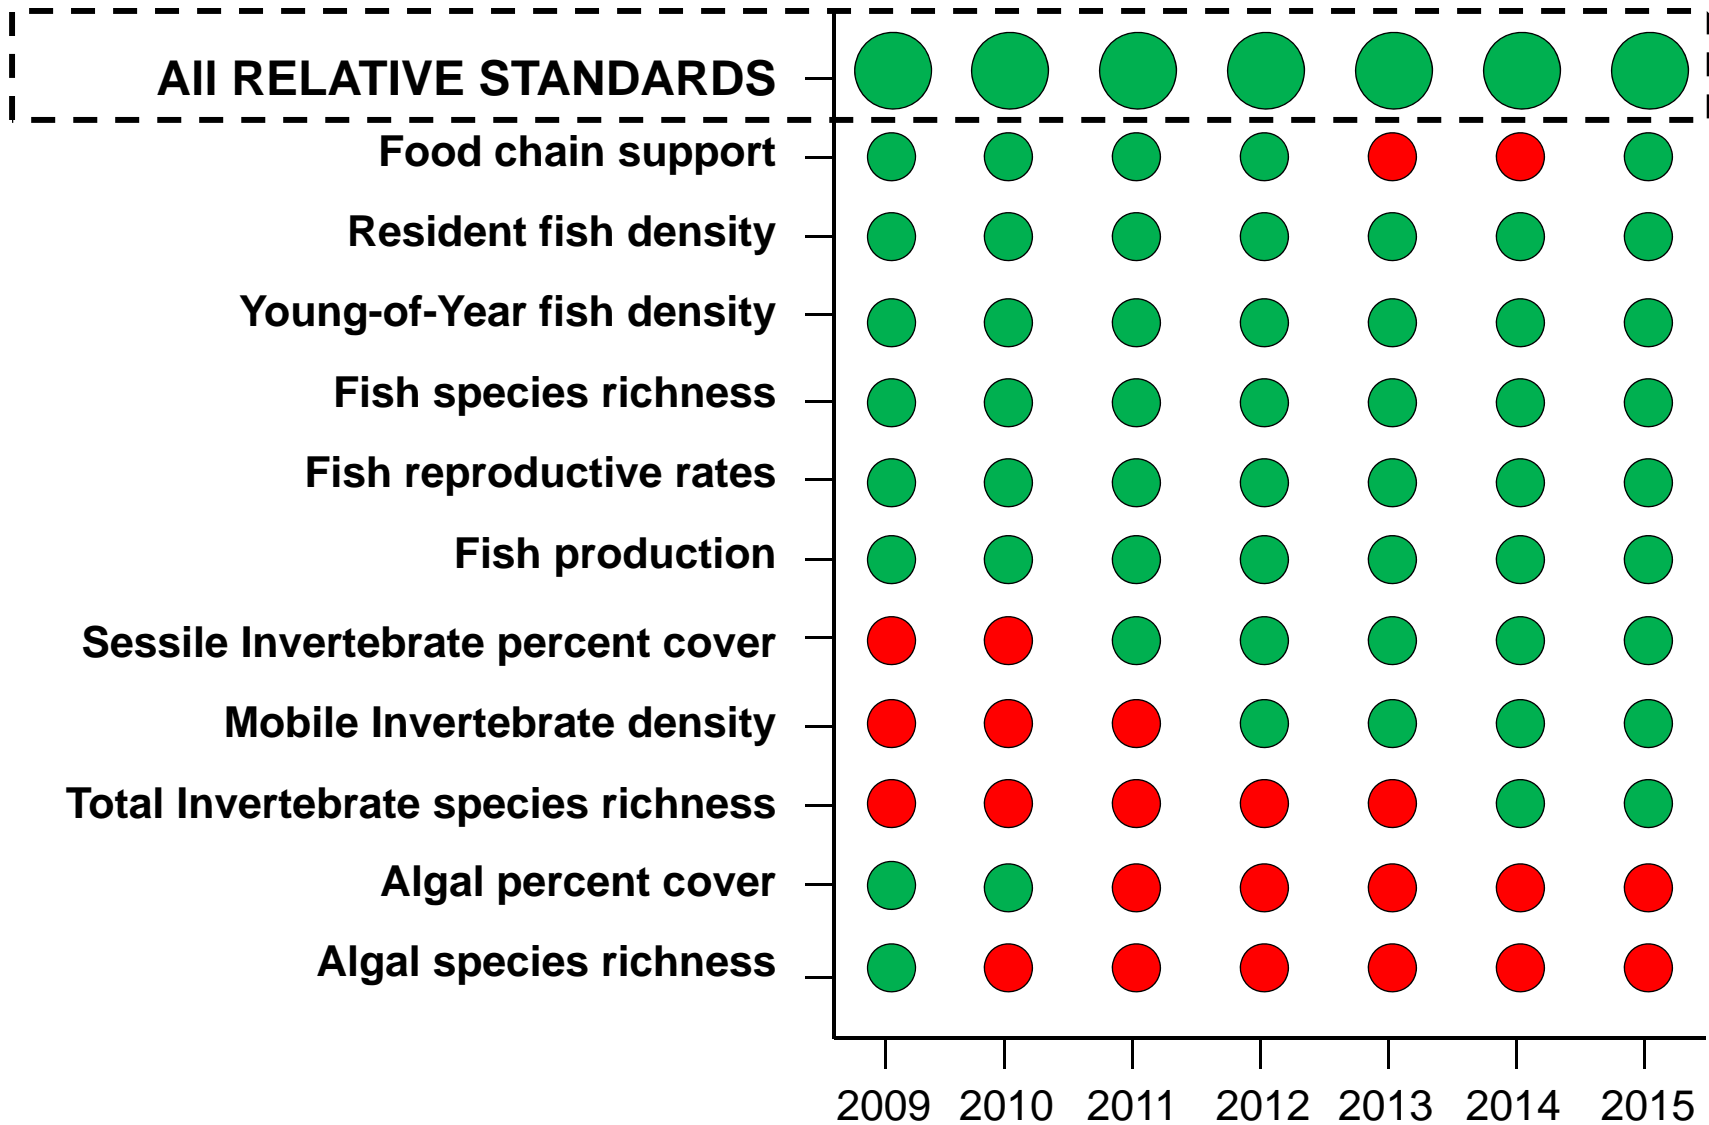 All RELATIVE STANDARDS
Food chain support
Resident fish density
Young-of-Year fish density
Fish species richness
Fish reproductive rates
Fish production
Sessile Invertebrate percent cover
Mobile Invertebrate density
Total Invertebrate species richness
Algal percent cover
Algal species richness
2009 2010 2011 2012 2013 2014 2015